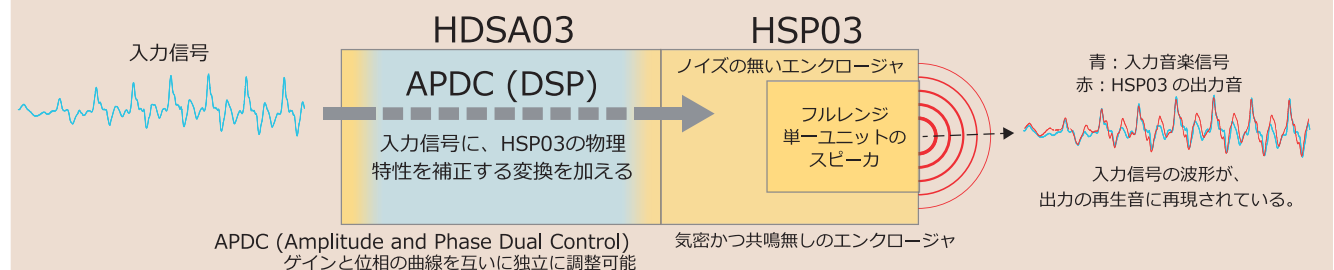 HDSA03
HSP03
入力信号
APDC (DSP)
入力信号に、HSP03の物理
特性を補正する変換を加える
ノイズの無いエンクロージャ
フルレンジ
単一ユニットの
スピーカ
青：入力音楽信号
赤：HSP03 の出力音
入力信号の波形が、
出力の再生音に再現されている。
APDC (Amplitude and Phase Dual Control)
ゲインと位相の曲線を互いに独立に調整可能
気密かつ共鳴無しのエンクロージャ